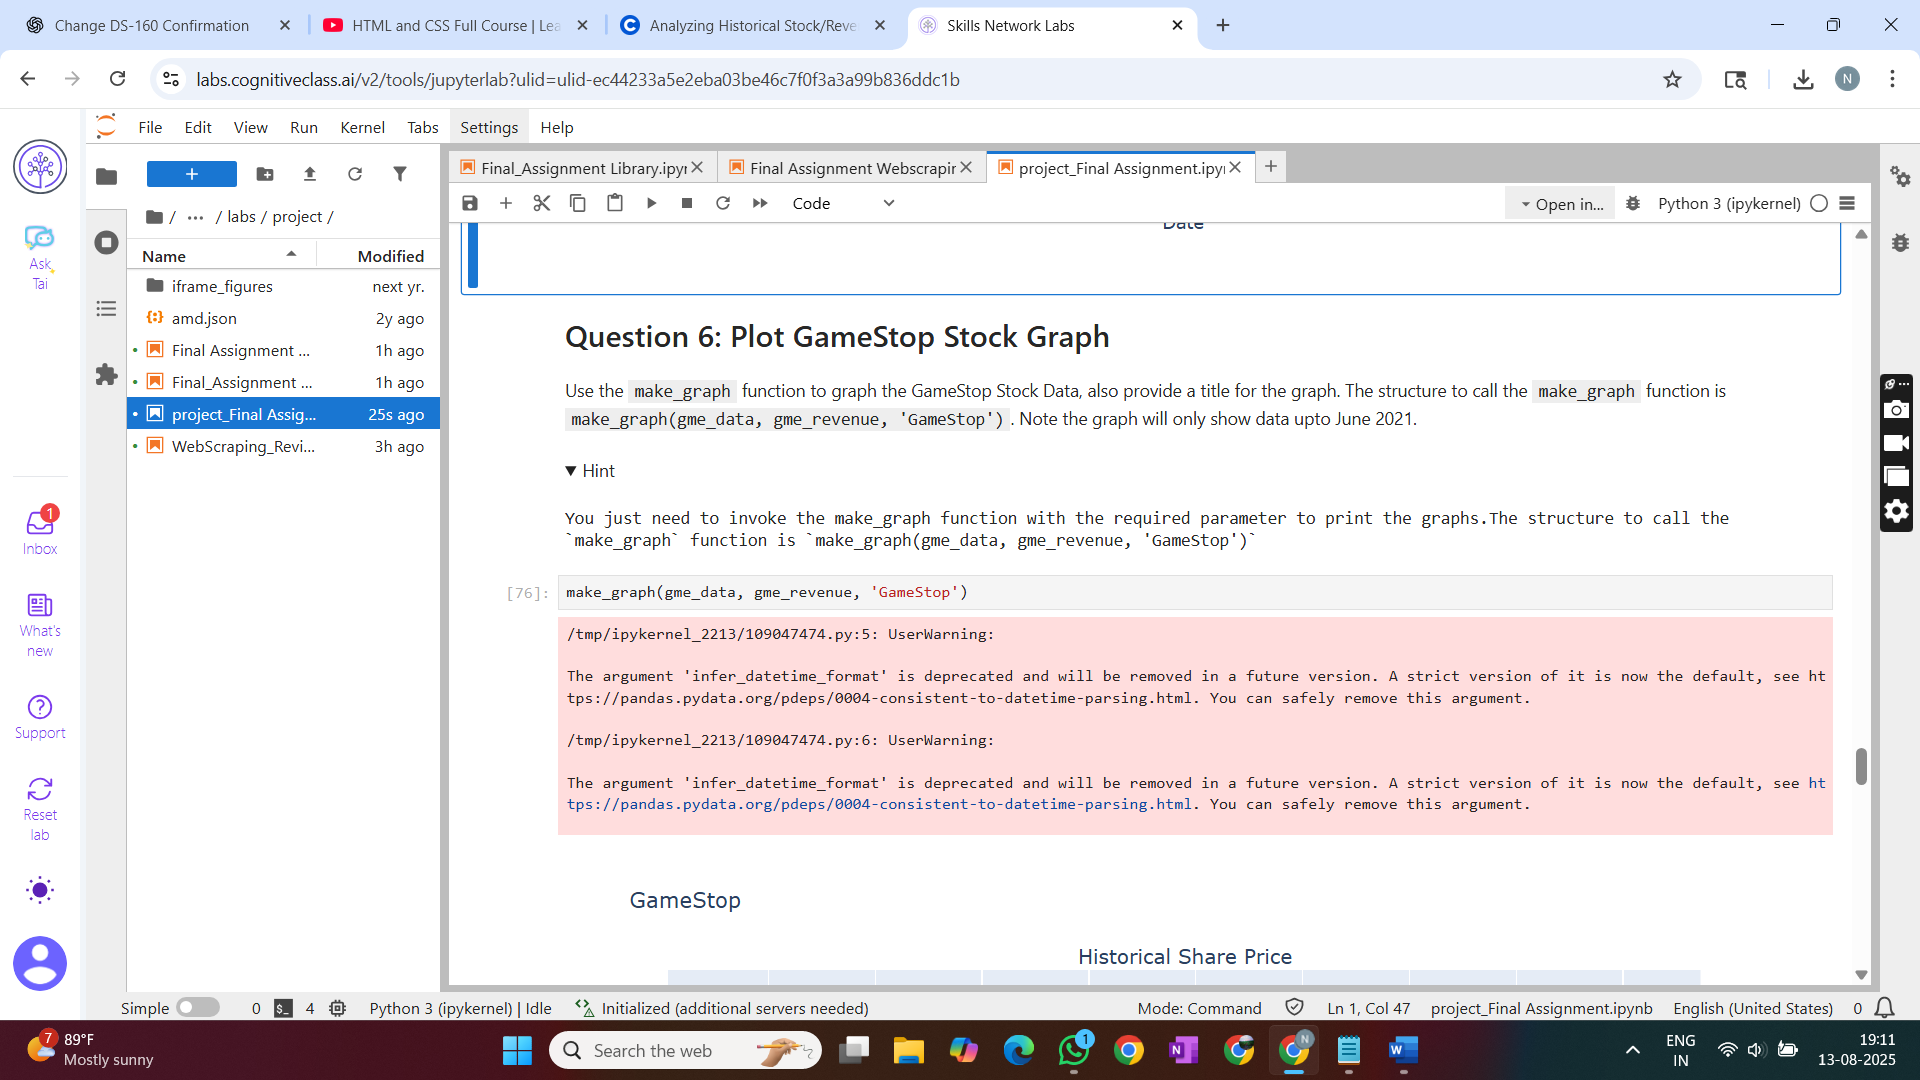 Change DS-160 Confirmation
HTML and CSS Full Course | Lea
Analyzing Historical Stock/Reve
Skills Network Labs
labs.cognitiveclass.ai/v2/tools/jupyterlab?ulid=ulid-ec44233a5e2eba03be46c7f0f3a3a99b836ddc1b
N
File Edit View Run Kernel Tabs Settings Help
Ask
Tai
1
Inbox
What's
new
Support
Reset
lab
/ ··· / labs / project /
Name Modified
iframe_figures next yr.
amd.json 2y ago
Final Assignment ... 1h ago
Final_Assignment ... 1h ago
project_Final Assig... 25s ago
WebScraping_Revi... 3h ago
Final_Assignment Library.ipyn
Final Assignment Webscrapin
project_Final Assignment.ipyn
Code
Open in...
Python 3 (ipykernel)
Date
Question 6: Plot GameStop Stock Graph
Use the make_graph function to graph the GameStop Stock Data, also provide a title for the graph. The structure to call the make_graph function is
make_graph(gme_data, gme_revenue, 'GameStop') . Note the graph will only show data upto June 2021.
Hint
You just need to invoke the make_graph function with the required parameter to print the graphs.The structure to call the
`make_graph` function is `make_graph(gme_data, gme_revenue, 'GameStop')`
[76]: make_graph(gme_data, gme_revenue, 'GameStop')
/tmp/ipykernel_2213/109047474.py:5: UserWarning:
The argument 'infer_datetime_format' is deprecated and will be removed in a future version. A strict version of it is now the default, see ht
tps://pandas.pydata.org/pdeps/0004-consistent-to-datetime-parsing.html. You can safely remove this argument.
/tmp/ipykernel_2213/109047474.py:6: UserWarning:
The argument 'infer_datetime_format' is deprecated and will be removed in a future version. A strict version of it is now the default, see ht
tps://pandas.pydata.org/pdeps/0004-consistent-to-datetime-parsing.html. You can safely remove this argument.
GameStop
Historical Share Price
Simple 0 4 Python 3 (ipykernel) | Idle Initialized (additional servers needed) Mode: Command Ln 1, Col 47 project_Final Assignment.ipynb English (United States) 0
7
89°F
Mostly sunny
Search the web
1
N
ENG
IN
19:11
13-08-2025